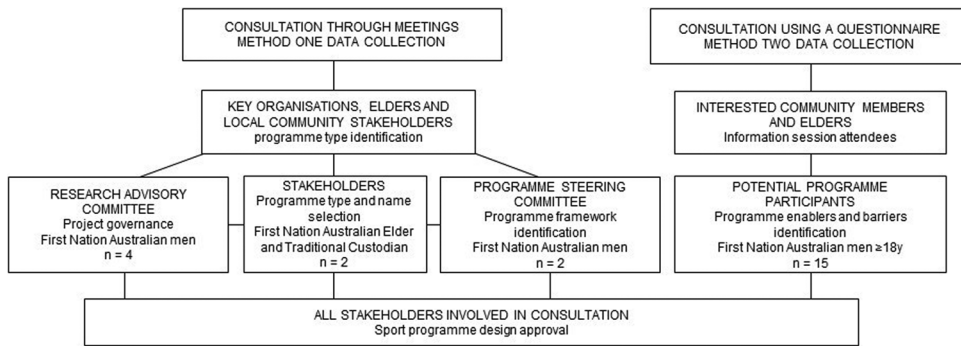 CONSULTATION THROUGH MEETINGS
METHOD ONE DATA COLLECTION
CONSULTATION USING A QUESTIONNAIRE
METHOD TWO DATA COLLECTION
KEY ORGANISATIONS, ELDERS AND
LOCAL COMMUNITY STAKEHOLDERS
programme type identification
INTERESTED COMMUNITY MEMBERS
AND ELDERS
Information session attendees
RESEARCH ADVISORY
COMMITTEE
Project governance
First Nation Australian men
n = 4
STAKEHOLDERS
Programme type and name
selection
First Nation Australian Elder
and Traditional Custodian
n = 2
PROGRAMME STEERING
COMMITTEE
Programme framework
identification
First Nation Australian men
n = 2
POTENTIAL PROGRAMME
PARTICIPANTS
Programme enablers and barriers
identification
First Nation Australian men ≥18y
n = 15
ALL STAKEHOLDERS INVOLVED IN CONSULTATION
Sport programme design approval